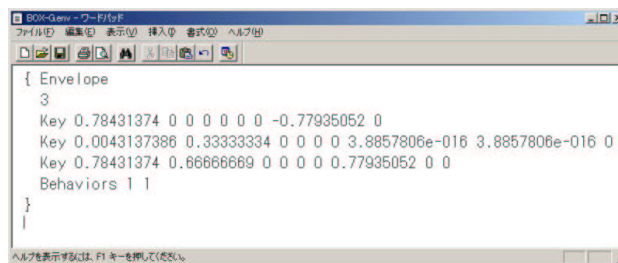 BOX-G.env - ワードパッド
ファイル(F) 編集(E) 表示(V) 挿入(I) 書式(O) ヘルプ(H)
{ Envelope
3
Key 0.78431374 0 0 0 0 0 0 -0.77935052 0
Key 0.0043137386 0.33333334 0 0 0 0 3.8857806e-016 3.8857806e-016 0
Key 0.78431374 0.66666669 0 0 0 0 0.77935052 0 0
Behaviors 1 1
}
ヘルプを表示するには、F1 キーを押してください。